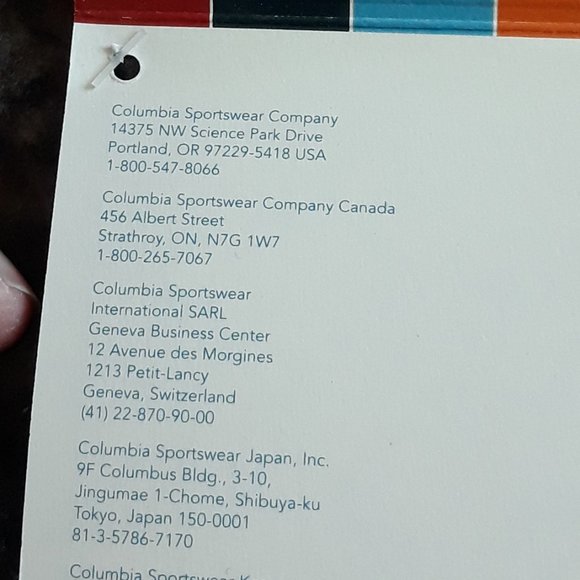 Columbia Sportswear Company
14375 NW Science Park Drive
Portland, OR 97229-5418 USA
1-800-547-8066
Columbia Sportswear Company Canada
456 Albert Street
Strathroy, ON, N7G 1W7
1-800-265-7067
Columbia Sportswear
International SARL
Geneva Business Center
12 Avenue des Morgines
1213 Petit-Lancy
Geneva, Switzerland
(41) 22-870-90-00
Columbia Sportswear Japan, Inc.
9F Columbus Bldg., 3-10,
Jingumae 1-Chome, Shibuya-ku
Tokyo, Japan 150-0001
81-3-5786-7170
Columbia Sportswear